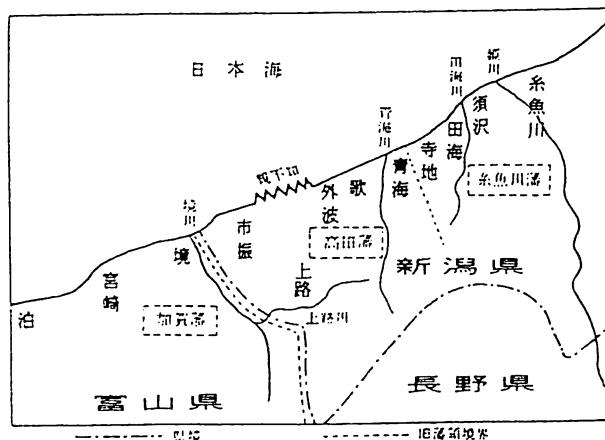 日本海
姫川
田海川
青海川
糸魚川
須沢
田海
寺地
青海
歌
外波
親不知
市振
境川
境
宮崎
泊
上路
上路川
糸魚川藩
高田藩
加賀藩
新潟県
富山県
長野県
県境
旧藩領境界